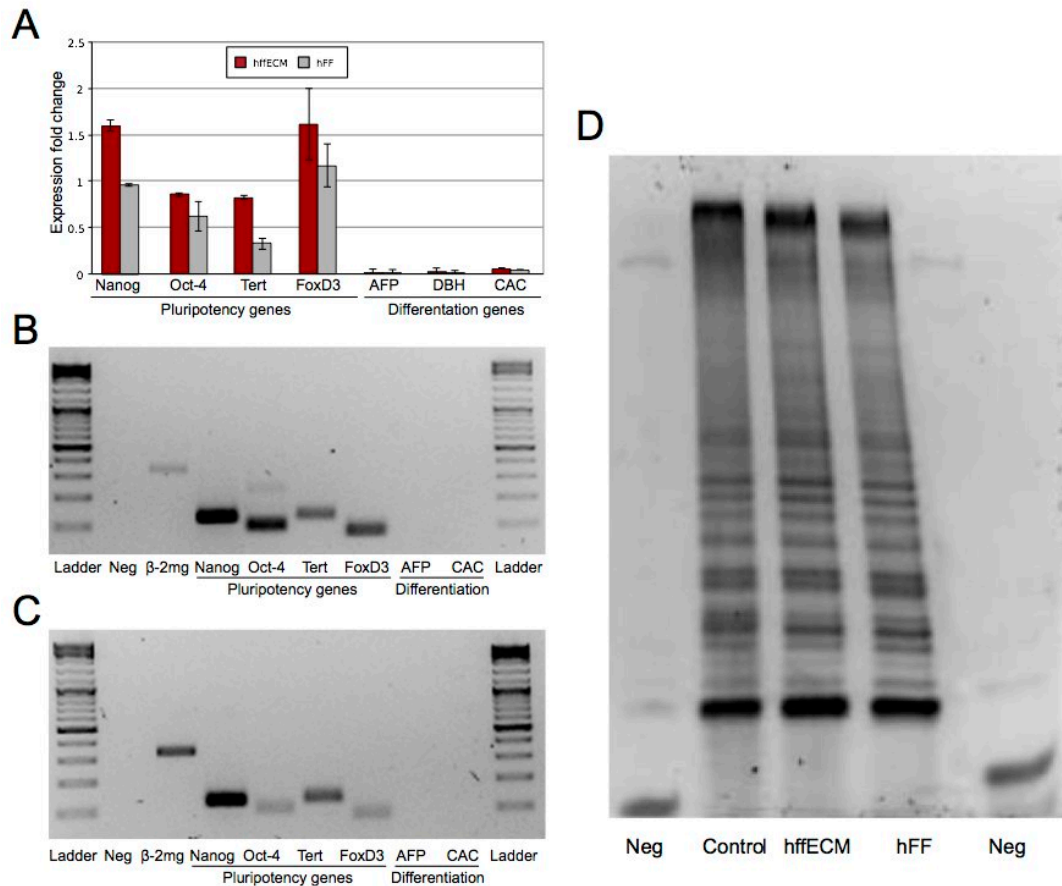 A
2.5
2
1.5
1
0.5
0
Expression fold change
hffECM hFF
Nanog Oct-4 Tert FoxD3 AFP DBH CAC
Pluripotency genes Differentation genes
B
Ladder Neg β-2mg Nanog Oct-4 Tert FoxD3 AFP CAC Ladder
Pluripotency genes Differentiation
C
Ladder Neg β-2mg Nanog Oct-4 Tert FoxD3 AFP CAC Ladder
Pluripotency genes Differentiation
D
Neg Control hffECM hFF Neg